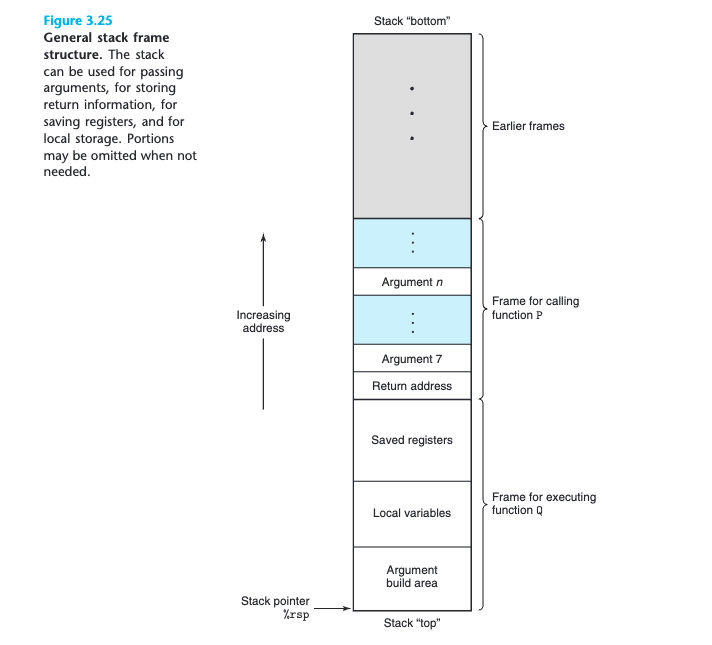 Figure 3.25
General stack frame
structure. The stack
can be used for passing
arguments, for storing
return information, for
saving registers, and for
local storage. Portions
may be omitted when not
needed.
Stack “bottom”
Earlier frames
Argument n
Frame for calling
function P
Increasing
address
Argument 7
Return address
Saved registers
Frame for executing
function Q
Local variables
Argument
build area
Stack pointer
%rsp
Stack “top”